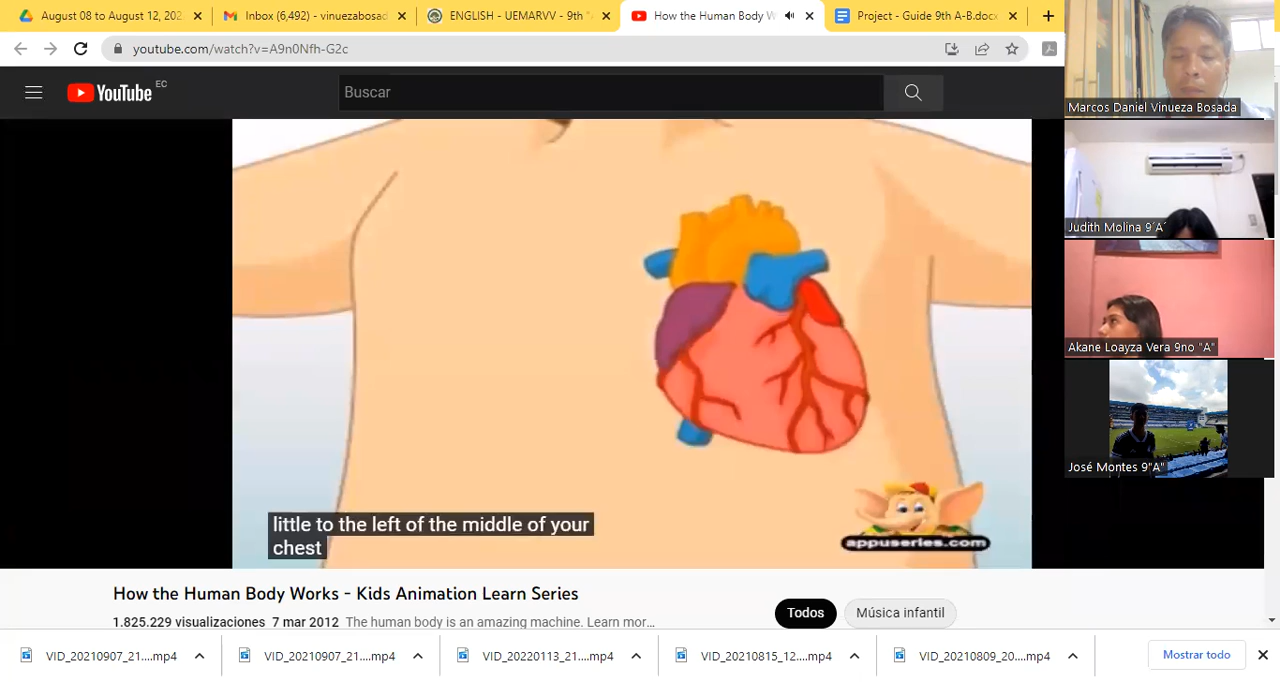 August 08 to August 12, 202
Inbox (6,492) - vinuezabosad
ENGLISH - UEMARVV - 9th "
How the Human Body W
Project - Guide 9th A-B.docx
youtube.com/watch?v=A9n0Nfh-G2c
YouTube EC
Buscar
Marcos Daniel Vinueza Bosada
Judith Molina 9´A´
Akane Loayza Vera 9no "A"
José Montes 9"A"
little to the left of the middle of your
chest
appuseries.com
How the Human Body Works - Kids Animation Learn Series
1.825.229 visualizaciones 7 mar 2012 The human body is an amazing machine. Learn mor...
Todos
Música infantil
VID_20210907_21....mp4
VID_20210907_21....mp4
VID_20220113_21....mp4
VID_20210815_12....mp4
VID_20210809_20....mp4
Mostrar todo